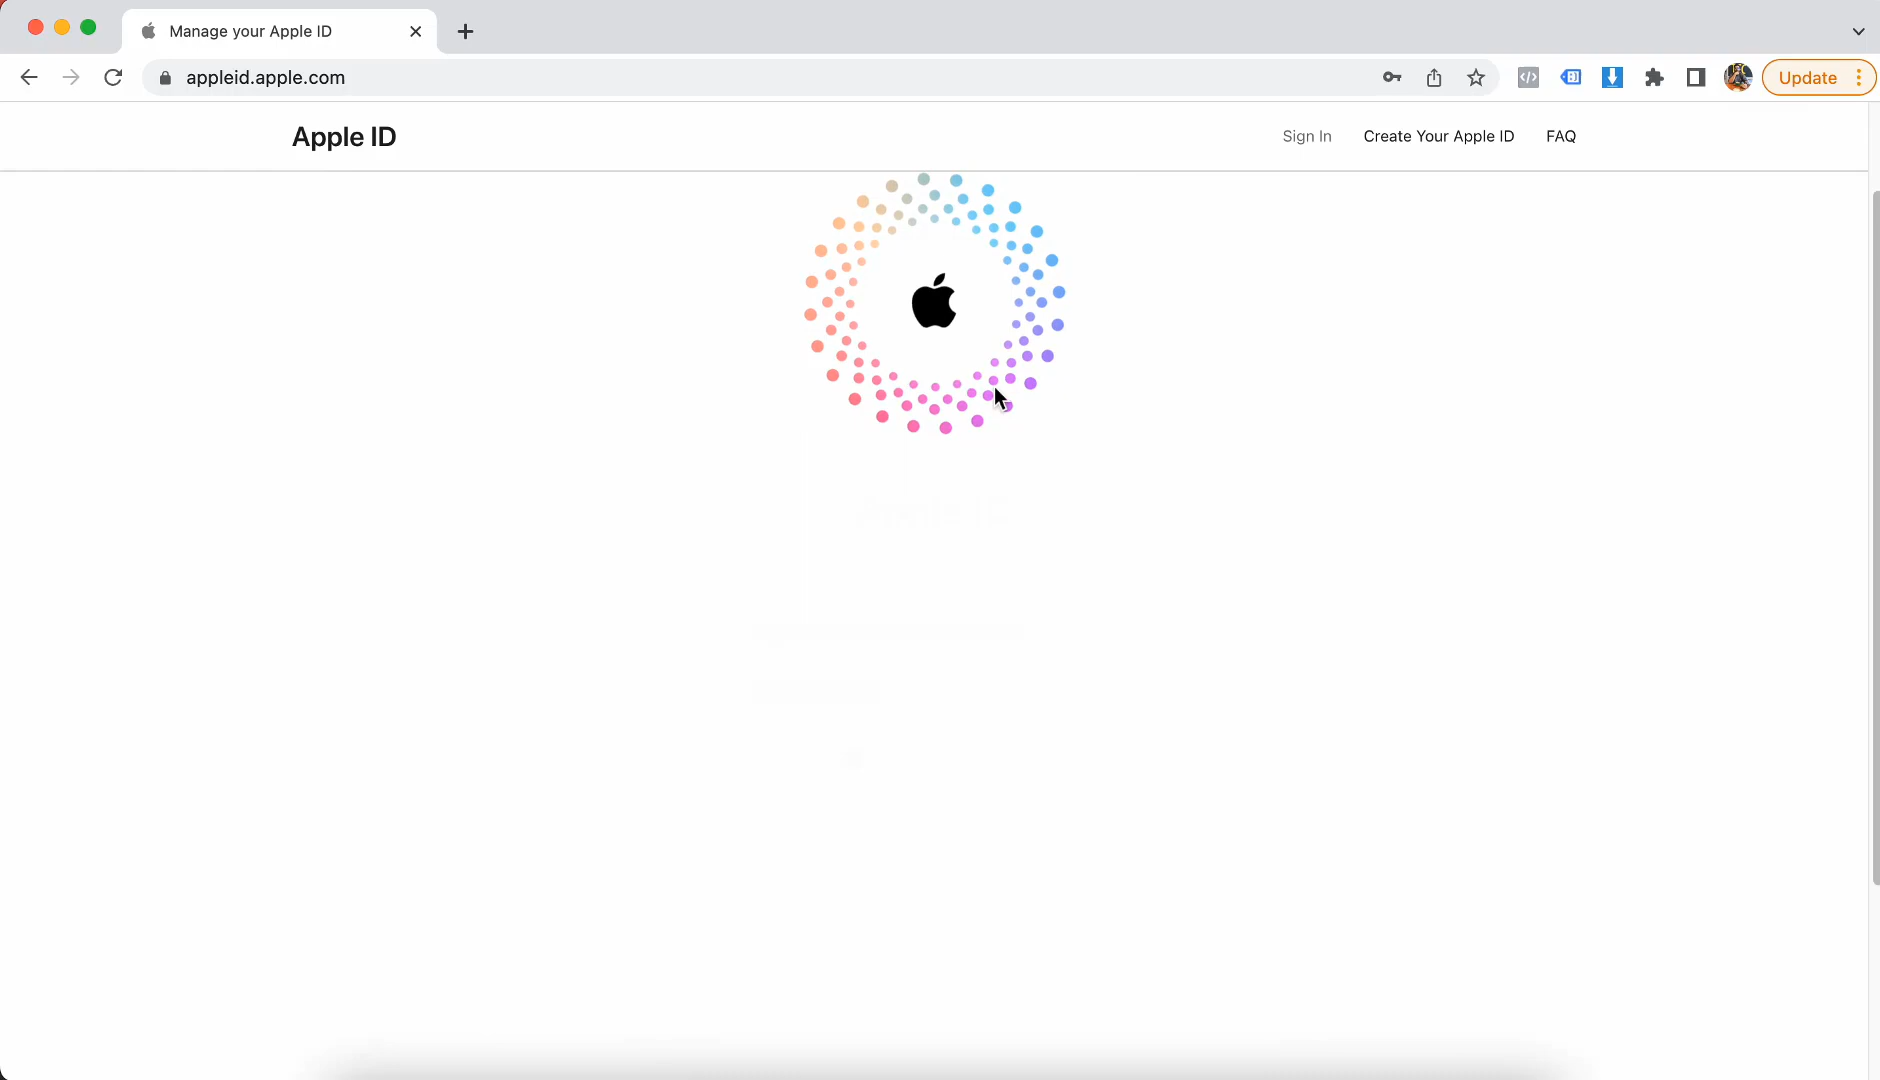 Manage your Apple ID
appleid.apple.com
Update
Apple ID
Sign In
Create Your Apple ID
FAQ